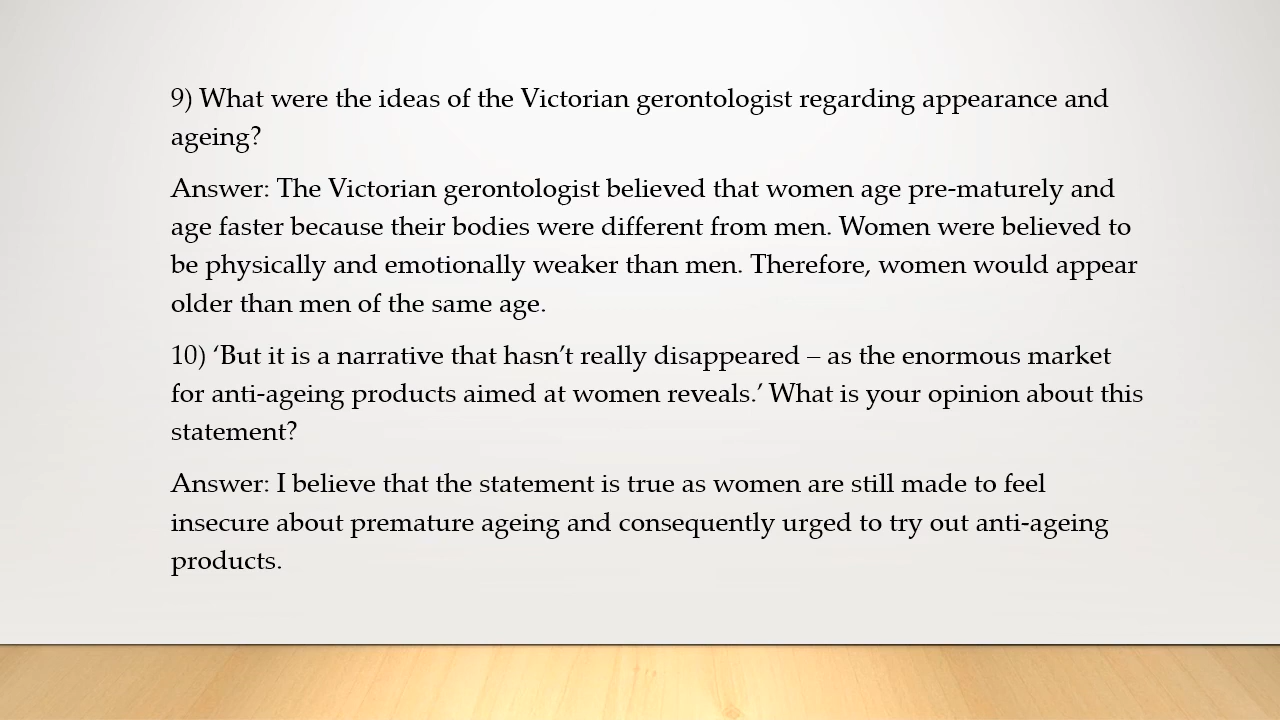 9) What were the ideas of the Victorian gerontologist regarding appearance and
ageing?
Answer: The Victorian gerontologist believed that women age pre-maturely and
age faster because their bodies were different from men. Women were believed to
be physically and emotionally weaker than men. Therefore, women would appear
older than men of the same age.
10) ‘But it is a narrative that hasn’t really disappeared – as the enormous market
for anti-ageing products aimed at women reveals.’ What is your opinion about this
statement?
Answer: I believe that the statement is true as women are still made to feel
insecure about premature ageing and consequently urged to try out anti-ageing
products.